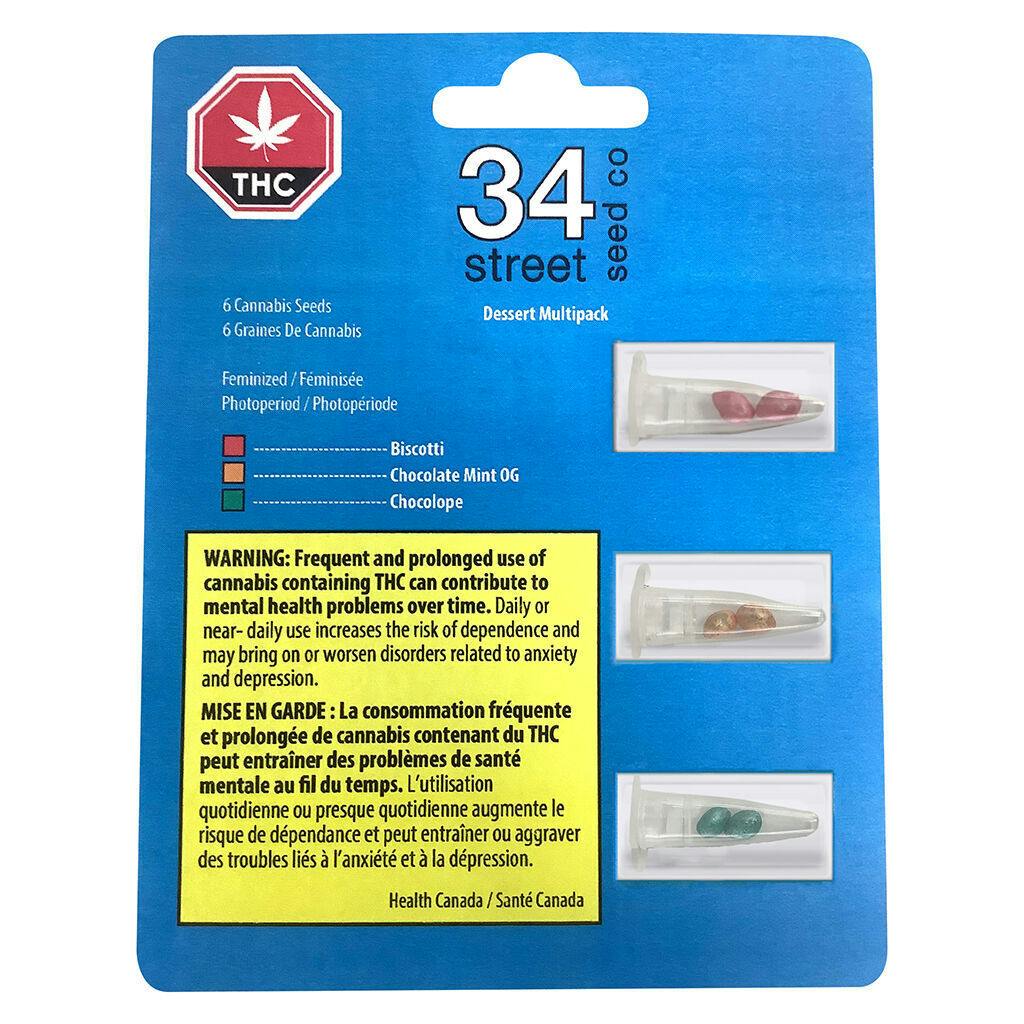 THC
34
street
seed co
Dessert Multipack
6 Cannabis Seeds
6 Graines De Cannabis
Feminized / Féminisée
Photoperiod / Photopériode
Biscotti
Chocolate Mint OG
Chocolope
WARNING: Frequent and prolonged use of
cannabis containing THC can contribute to
mental health problems over time. Daily or
near- daily use increases the risk of dependence and
may bring on or worsen disorders related to anxiety
and depression.
MISE EN GARDE : La consommation fréquente
et prolongée de cannabis contenant du THC
peut entraîner des problèmes de santé
mentale au fil du temps. L'utilisation
quotidienne ou presque quotidienne augmente le
risque de dépendance et peut entraîner ou aggraver
des troubles liés à l'anxiété et à la dépression.
Health Canada / Santé Canada